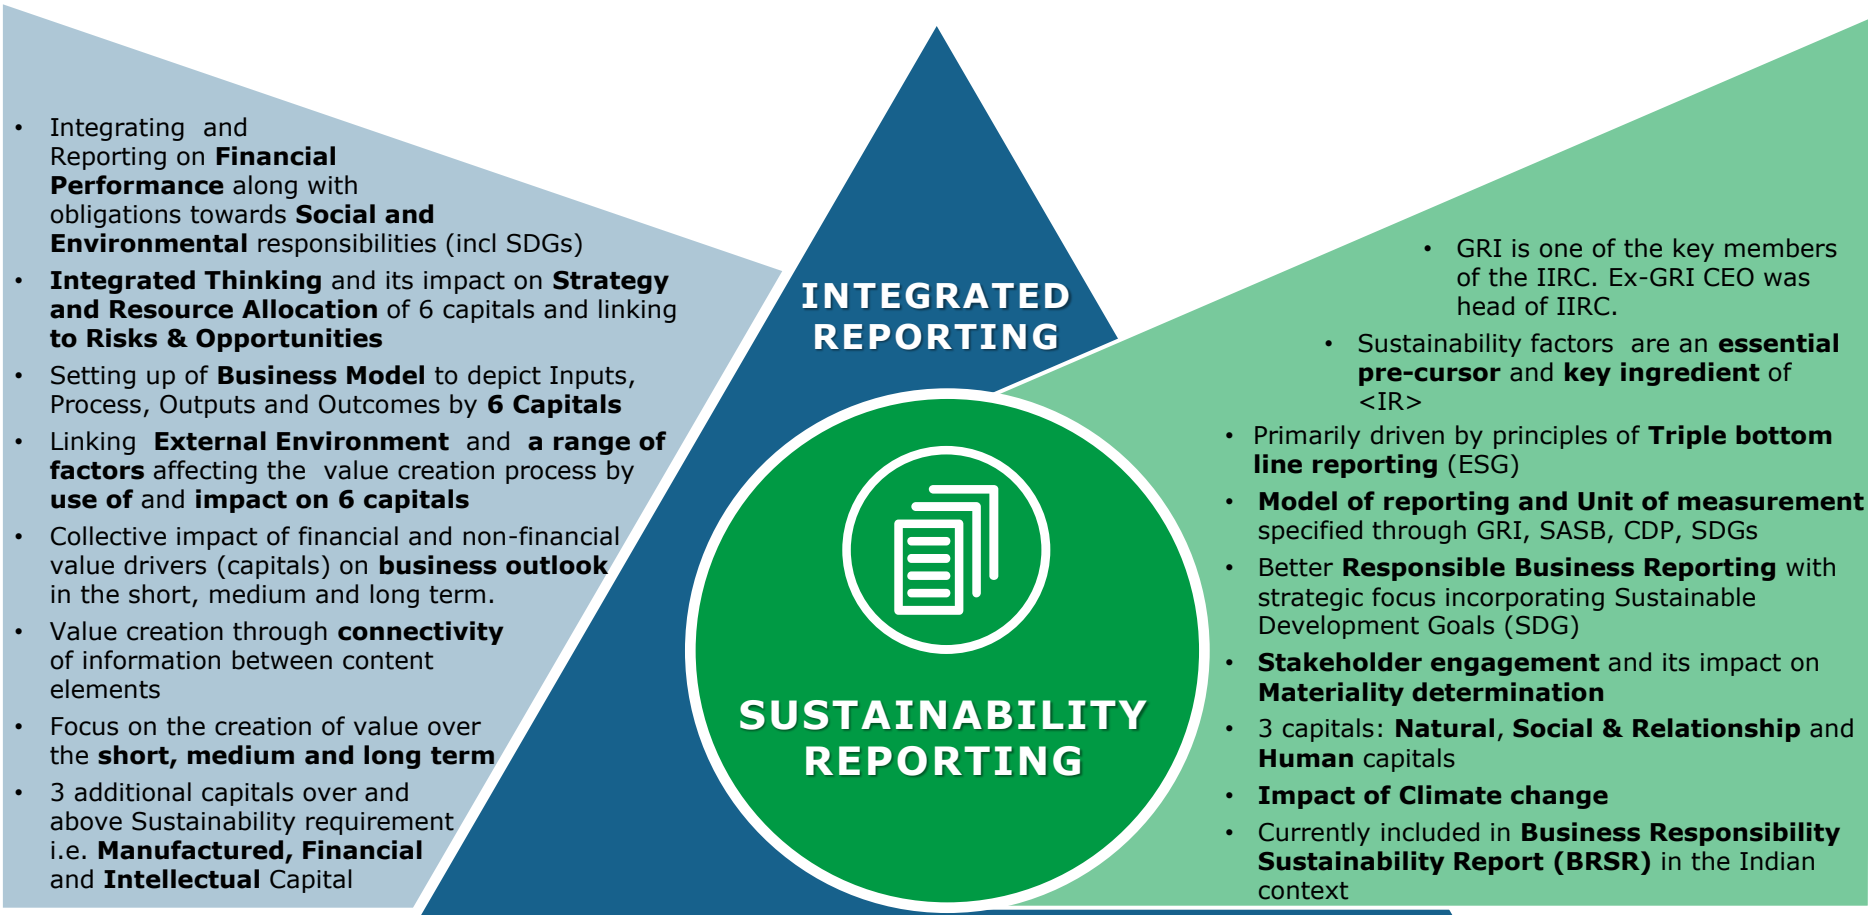 • Integrating and
Reporting on Financial
Performance along with
obligations towards Social and
Environmental responsibilities (incl SDGs)
• Integrated Thinking and its impact on Strategy
and Resource Allocation of 6 capitals and linking
to Risks & Opportunities
• Setting up of Business Model to depict Inputs,
Process, Outputs and Outcomes by 6 Capitals
• Linking External Environment and a range of
factors affecting the value creation process by
use of and impact on 6 capitals
• Collective impact of financial and non-financial
value drivers (capitals) on business outlook
in the short, medium and long term.
• Value creation through connectivity
of information between content
elements
• Focus on the creation of value over
the short, medium and long term
• 3 additional capitals over and
above Sustainability requirement
i.e. Manufactured, Financial
and Intellectual Capital
INTEGRATED
REPORTING
SUSTAINABILITY
REPORTING
• GRI is one of the key members
of the IIRC. Ex-GRI CEO was
head of IIRC.
• Sustainability factors are an essential
pre-cursor and key ingredient of
<IR>
• Primarily driven by principles of Triple bottom
line reporting (ESG)
• Model of reporting and Unit of measurement
specified through GRI, SASB, CDP, SDGs
• Better Responsible Business Reporting with
strategic focus incorporating Sustainable
Development Goals (SDG)
• Stakeholder engagement and its impact on
Materiality determination
• 3 capitals: Natural, Social & Relationship and
Human capitals
• Impact of Climate change
• Currently included in Business Responsibility
Sustainability Report (BRSR) in the Indian
context